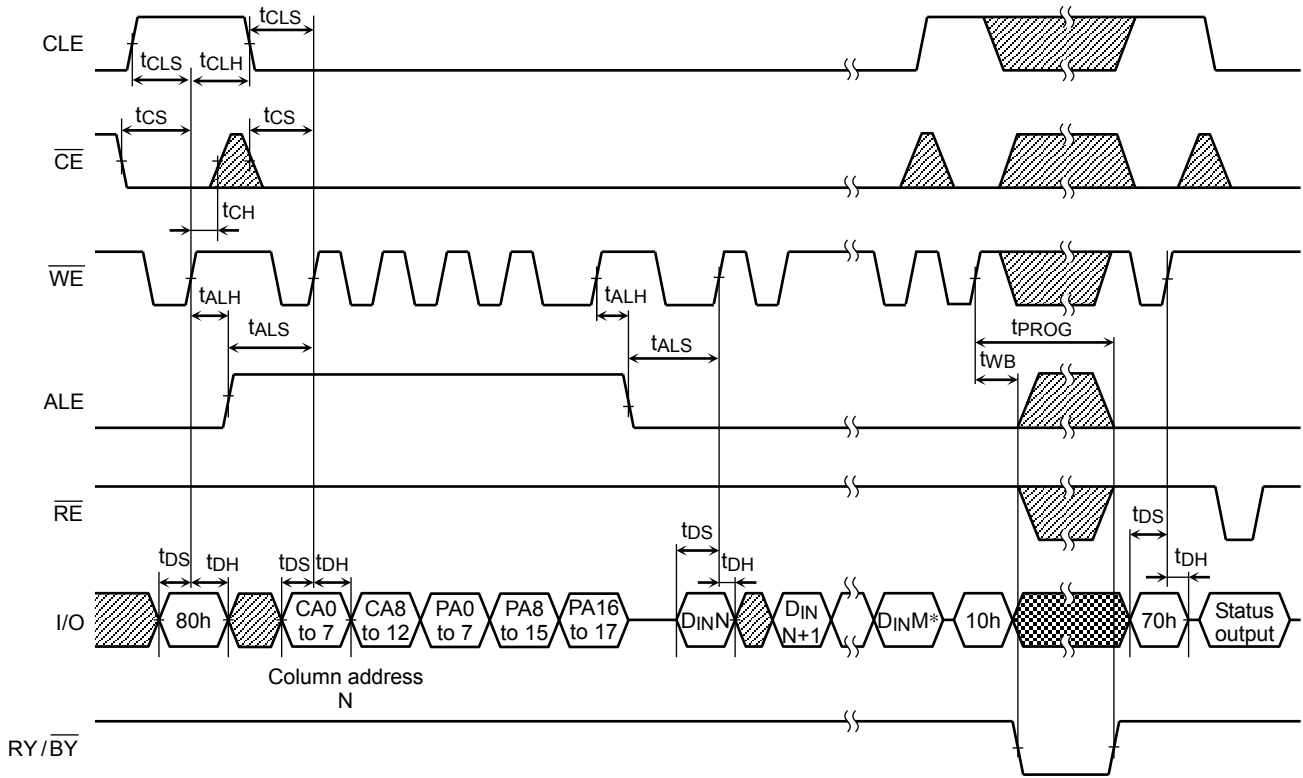 CLE
tCLS
tCLS
tCLH
tCS
tCS
CE
tCH
WE
tALH
tALS
tALH
tALS
tPROG
tWB
ALE
RE
tDS
tDH
tDS
tDH
tDS
tDH
tDS
tDH
I/O
80h
CA0
to 7
CA8
to 12
PA0
to 7
PA8
to 15
PA16
to 17
DINN
DIN
N+1
DINM*
10h
70h
Status
output
Column address
N
RY/BY